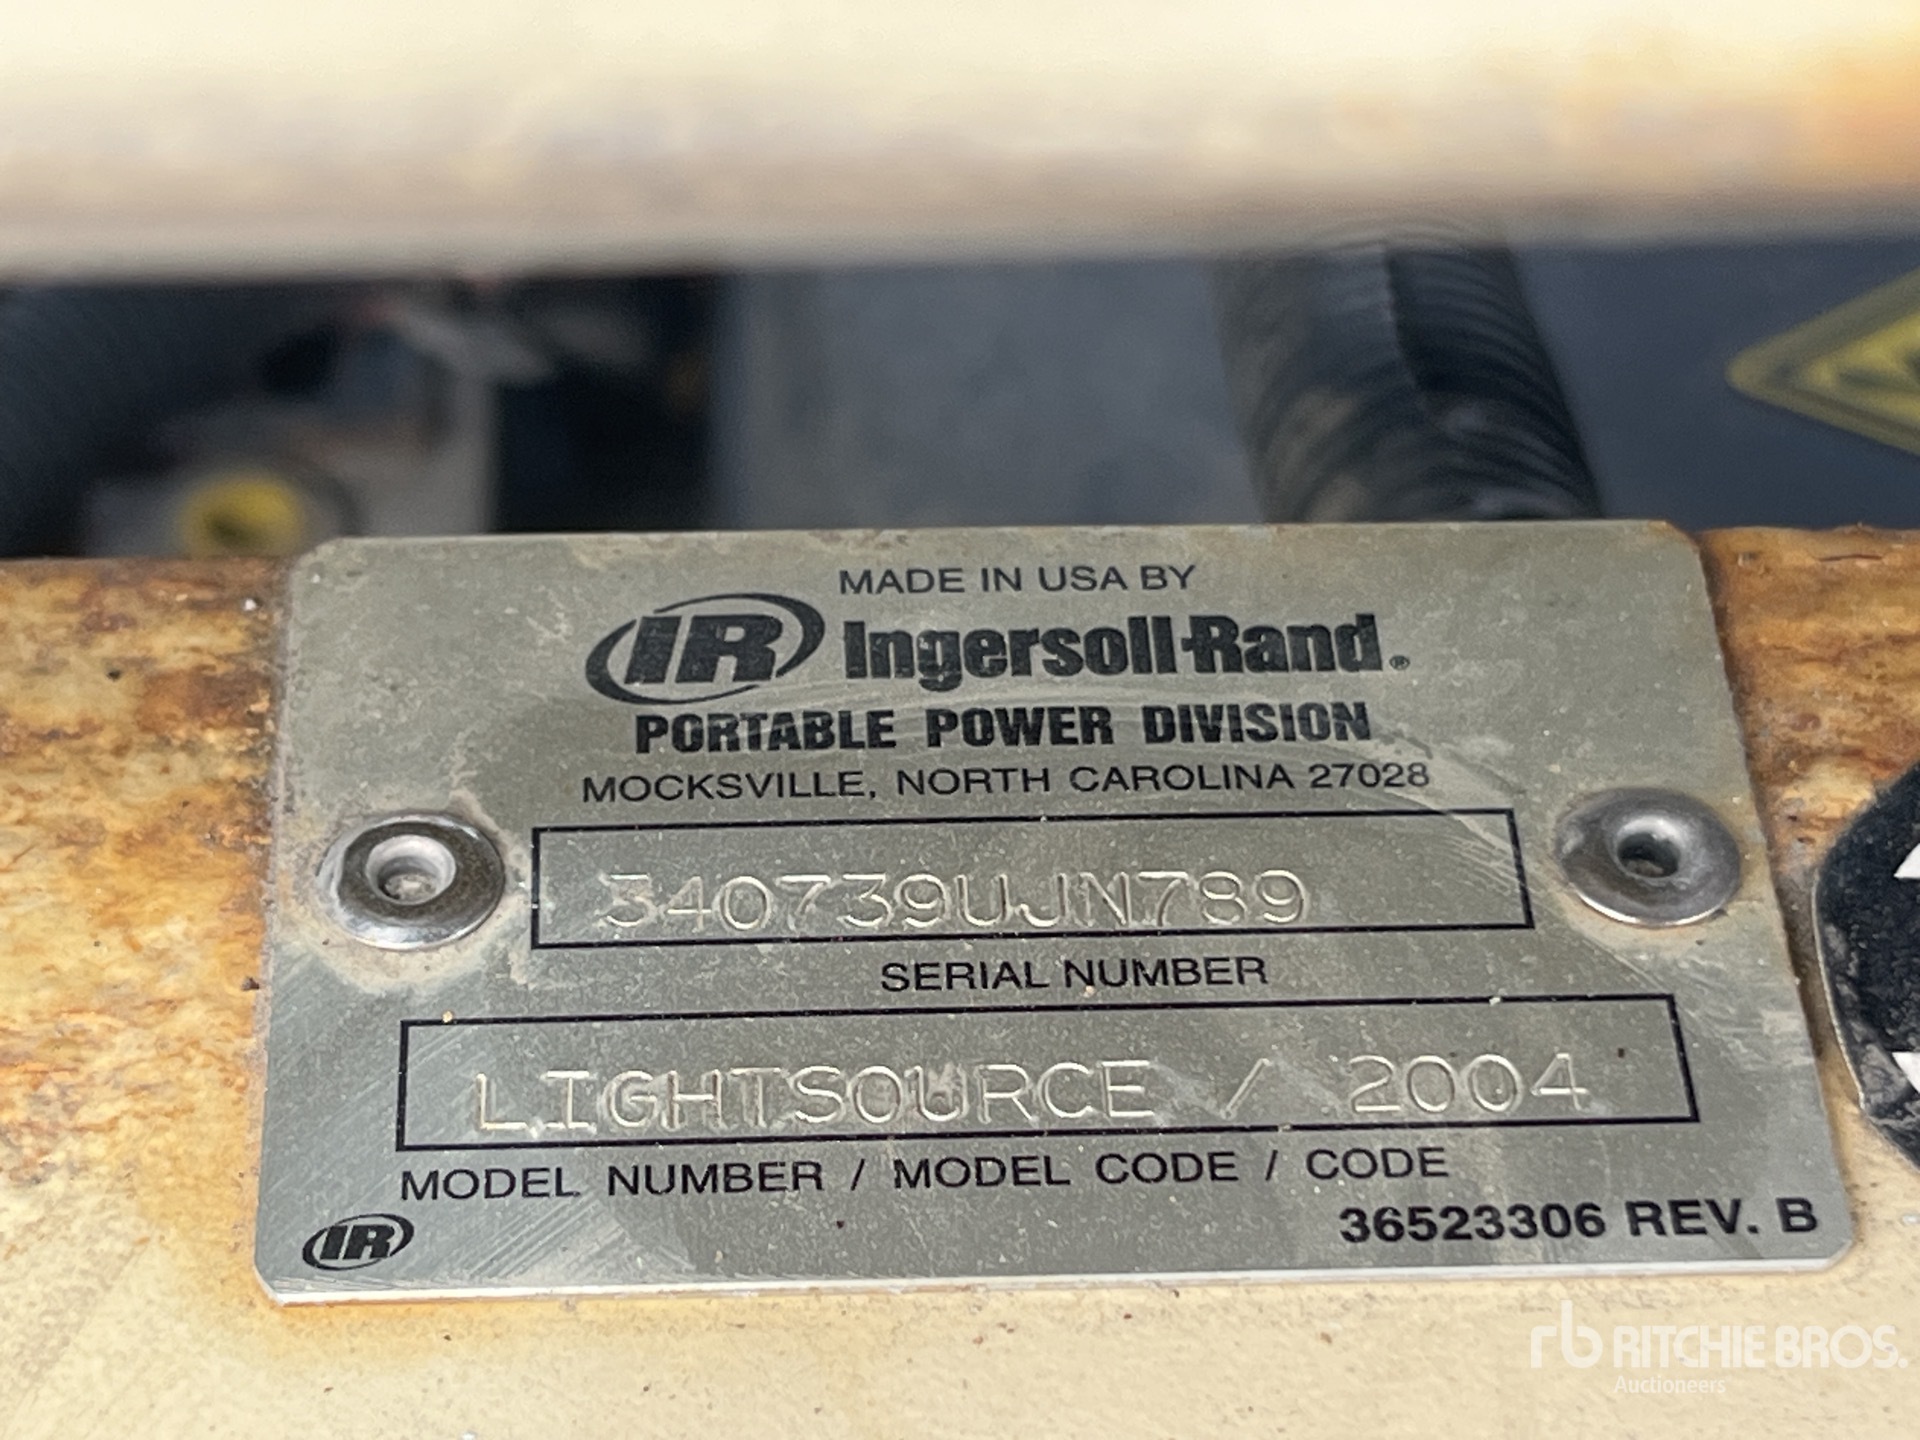 MADE IN USA BY
IR Ingersoll-Rand®
PORTABLE POWER DIVISION
MOCKSVILLE, NORTH CAROLINA 27028
340739UJN789
SERIAL NUMBER
LIGHTSOURCE / 2004
MODEL NUMBER / MODEL CODE / CODE
36523306 REV. B
IR
rb RITCHIE BROS.
Auctioneers